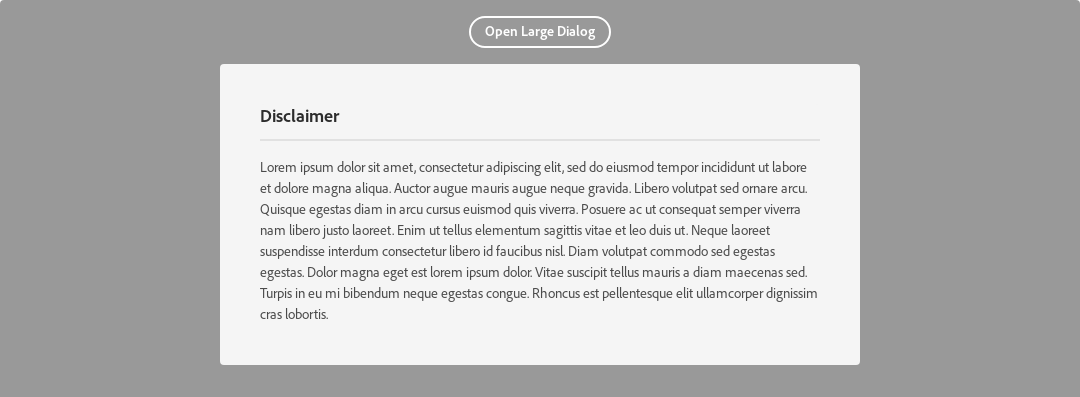 Open Large Dialog
Disclaimer
Lorem ipsum dolor sit amet, consectetur adipiscing elit, sed do eiusmod tempor incididunt ut labore
et dolore magna aliqua. Auctor augue mauris augue neque gravida. Libero volutpat sed ornare arcu.
Quisque egestas diam in arcu cursus euismod quis viverra. Posuere ac ut consequat semper viverra
nam libero justo laoreet. Enim ut tellus elementum sagittis vitae et leo duis ut. Neque laoreet
suspendisse interdum consectetur libero id faucibus nisl. Diam volutpat commodo sed egestas
egestas. Dolor magna eget est lorem ipsum dolor. Vitae suscipit tellus mauris a diam maecenas sed.
Turpis in eu mi bibendum neque egestas congue. Rhoncus est pellentesque elit ullamcorper dignissim
cras lobortis.